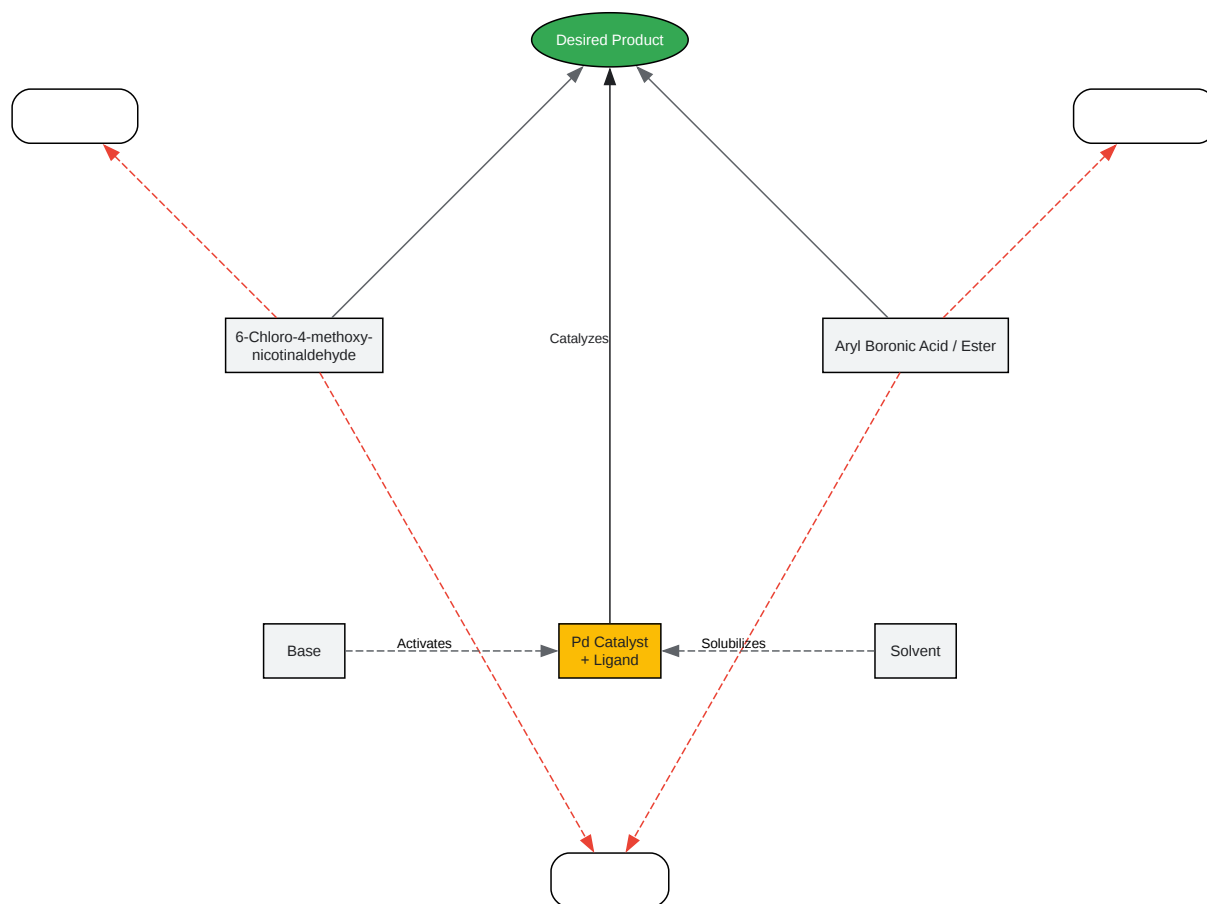 Desired Product
6-Chloro-4-methoxy-
nicotinaldehyde
Catalyzes
Aryl Boronic Acid / Ester
Base
Activates
Pd Catalyst
+ Ligand
Solubilizes
Solvent